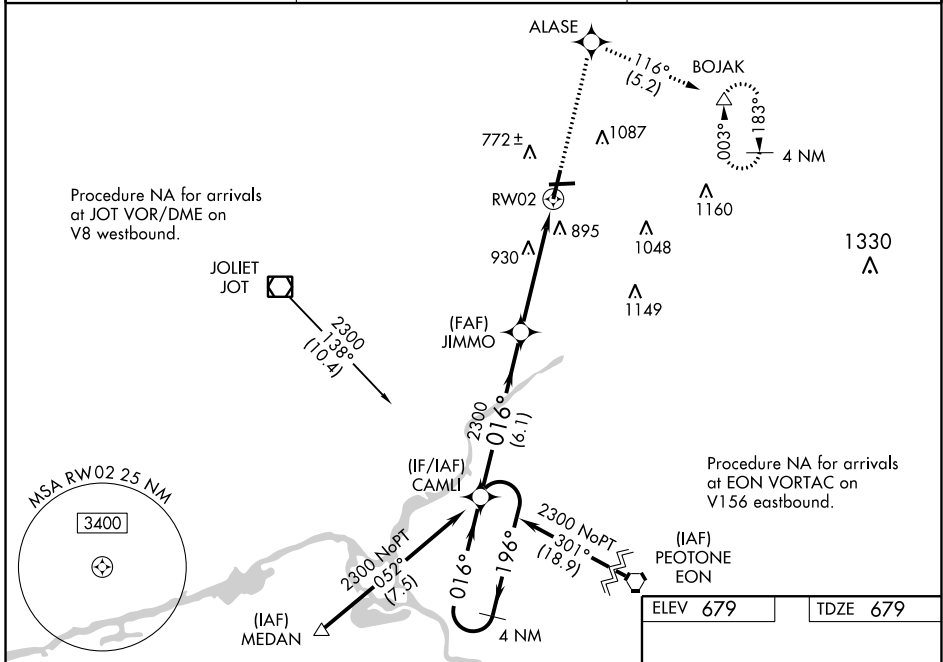 ALASE
116°
(5.2)
BOJAK
003°
183°
4 NM
772 ±
1087
RW02
1160
895
930
1048
1330
1149
Procedure NA for arrivals
at JOT VOR/DME on
V8 westbound.
JOLIET
JOT
2300
138°
(10.4)
(FAF)
JIMMO
2300
016°
(6.1)
(IF/IAF)
CAMLI
Procedure NA for arrivals
at EON VORTAC on
V156 eastbound.
MSA RW02 25 NM
3400
2300 NoPT
052°
(7.5)
016°
196°
4 NM
2300 NoPT
301°
(18.9)
(IAF)
PEOTONE
EON
(IAF)
MEDAN
ELEV 679
TDZE 679